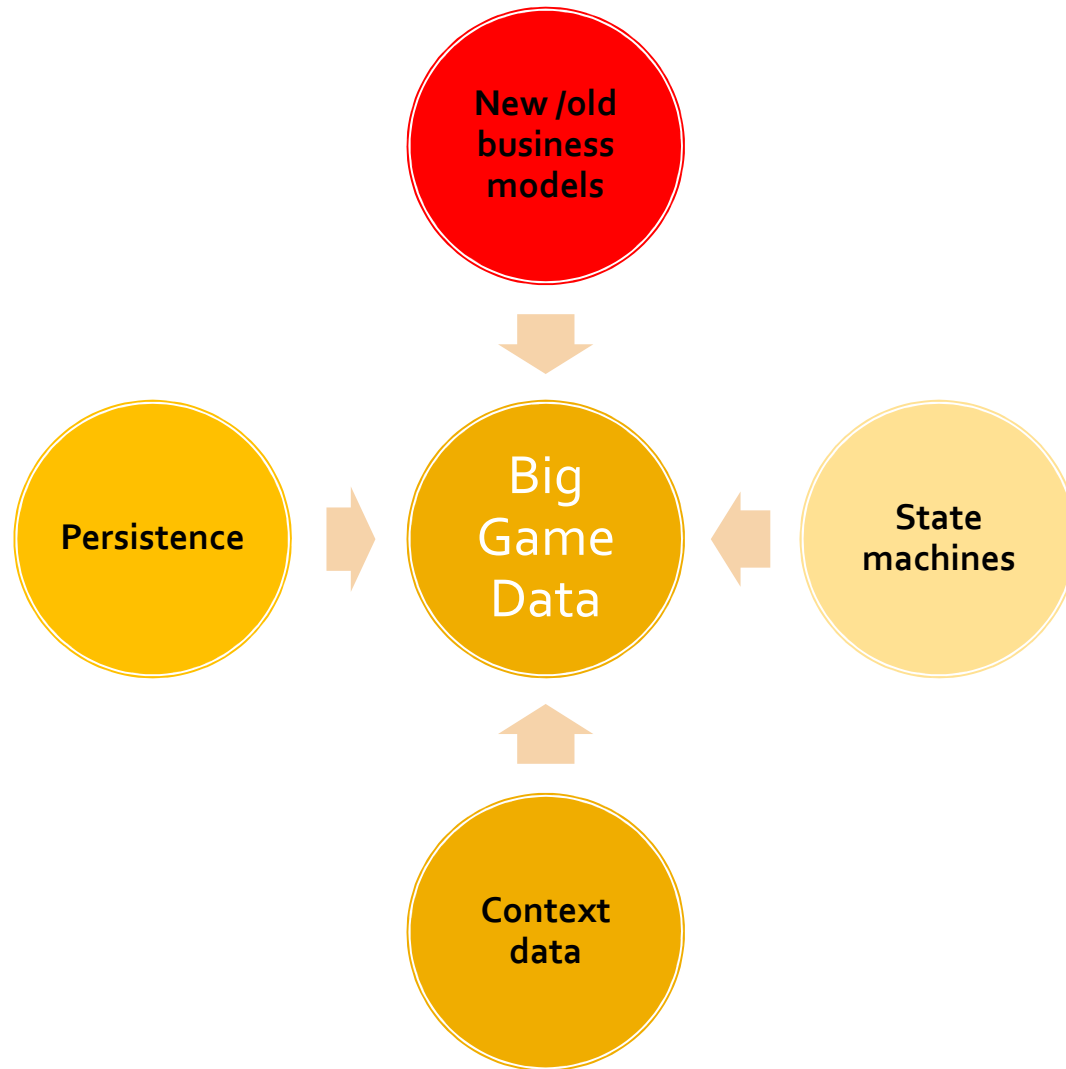 New /old
business
models
Persistence
Big
Game
Data
State
machines
Context
data